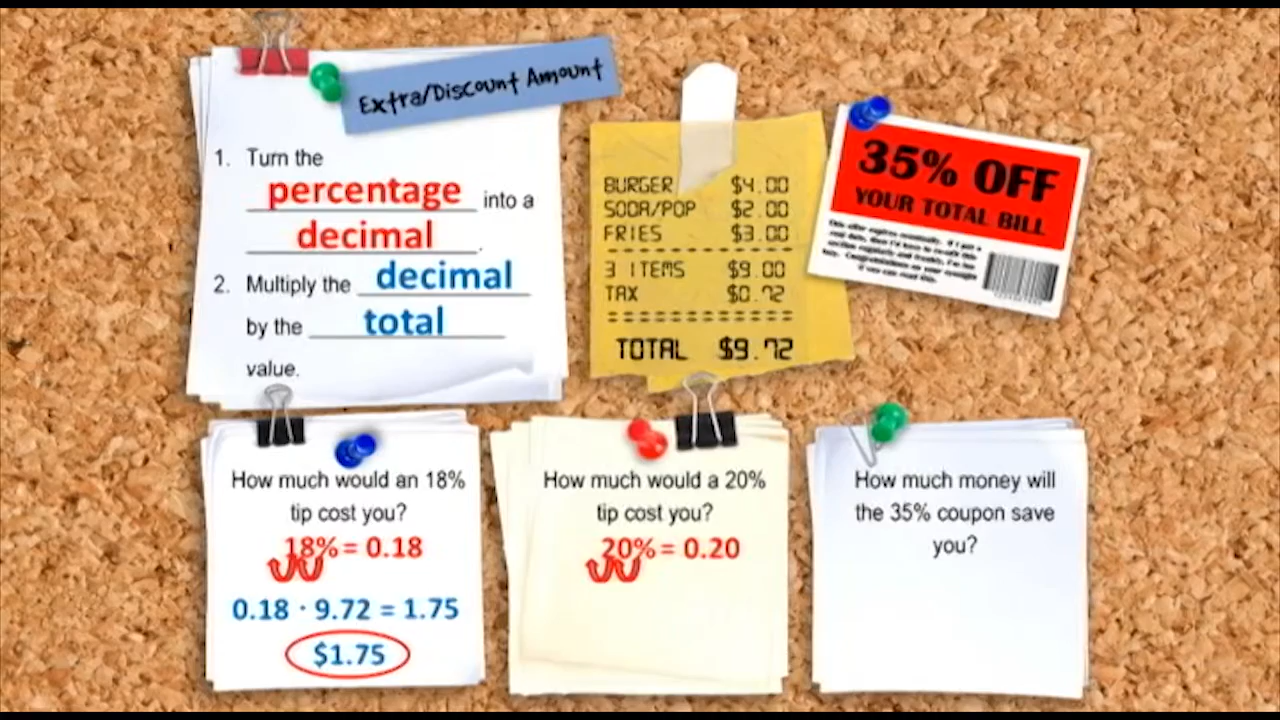 Extra/Discount Amount
1. Turn the
percentage into a
decimal.
2. Multiply the decimal
by the total
value.
BURGER $4.00
SODA/POP $2.00
FRIES $3.00
3 ITEMS $9.00
TAX $0.72
TOTAL $9.72
35% OFF
YOUR TOTAL BILL
How much would an 18%
tip cost you?
18% = 0.18
0.18 · 9.72 = 1.75
$1.75
How much would a 20%
tip cost you?
20% = 0.20
How much money will
the 35% coupon save
you?